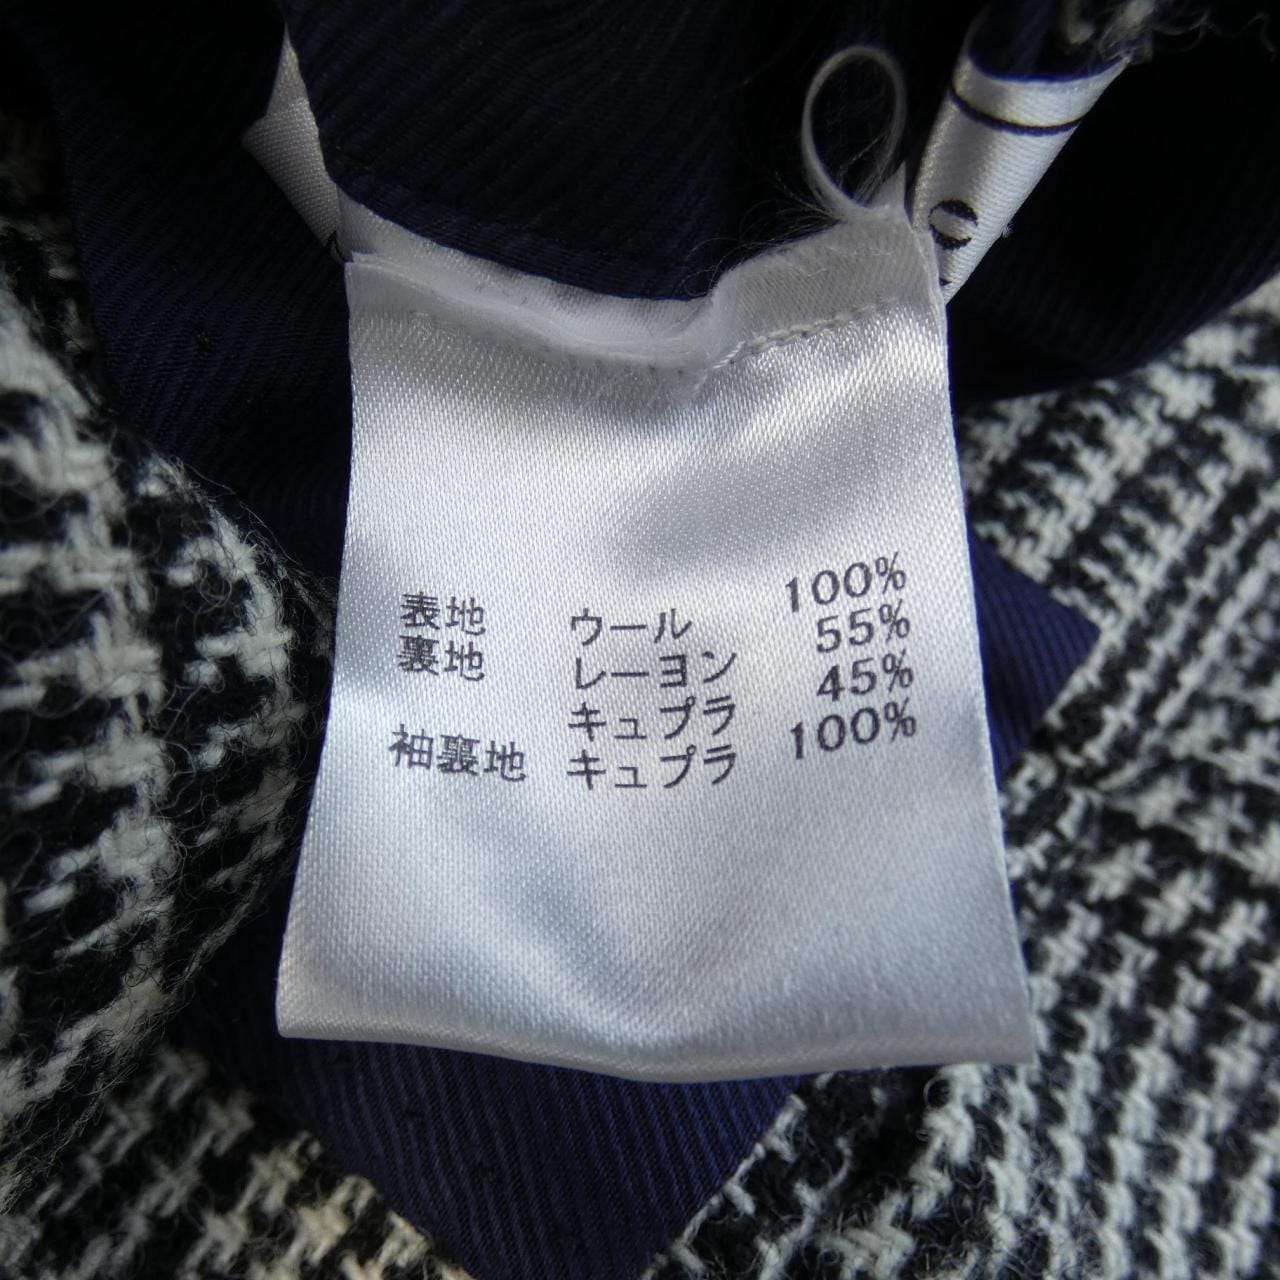 表地 ウール 100%
裏地 レーヨン 55%
キュプラ 45%
袖裏地 キュプラ 100%